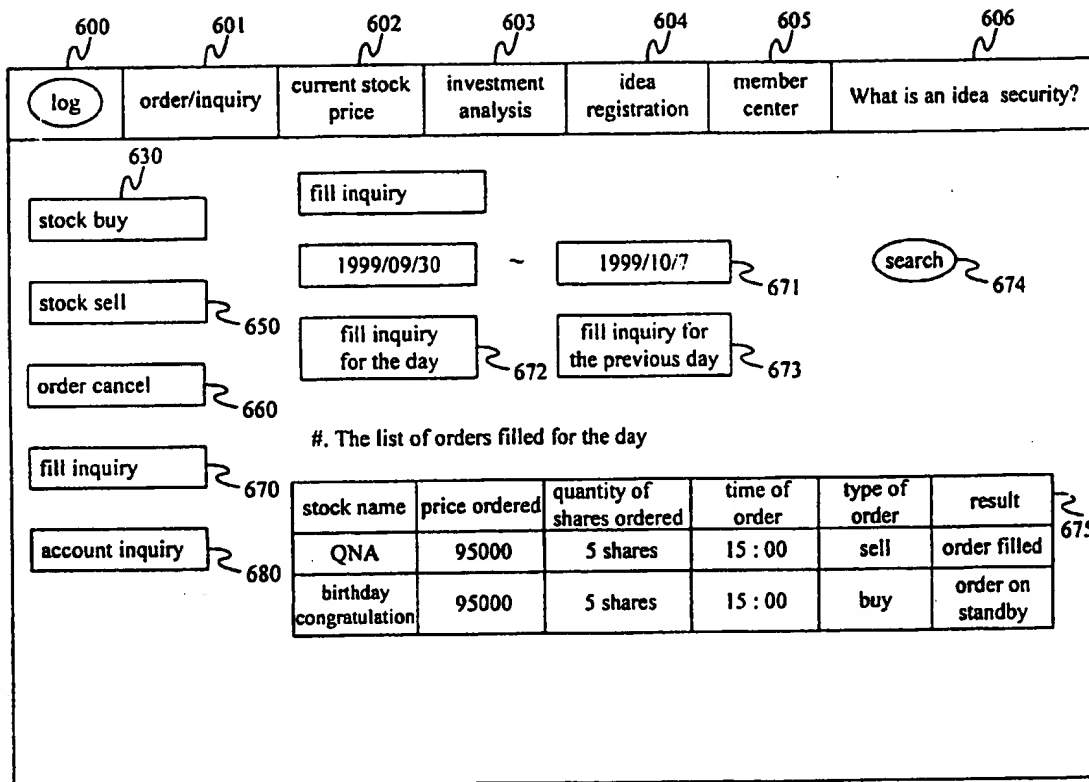 600 601 602 603 604 605 606
log order/inquiry current stock price investment analysis idea registration member center What is an idea security?
630
stock buy
fill inquiry
1999/09/30 ~ 1999/10/7 671 search 674
stock sell 650
fill inquiry for the day 672 fill inquiry for the previous day 673
order cancel 660
#. The list of orders filled for the day
fill inquiry 670
stock name price ordered quantity of shares ordered time of order type of order result 675
QNA 95000 5 shares 15 : 00 sell order filled
account inquiry 680
birthday congratulation 95000 5 shares 15 : 00 buy order on standby